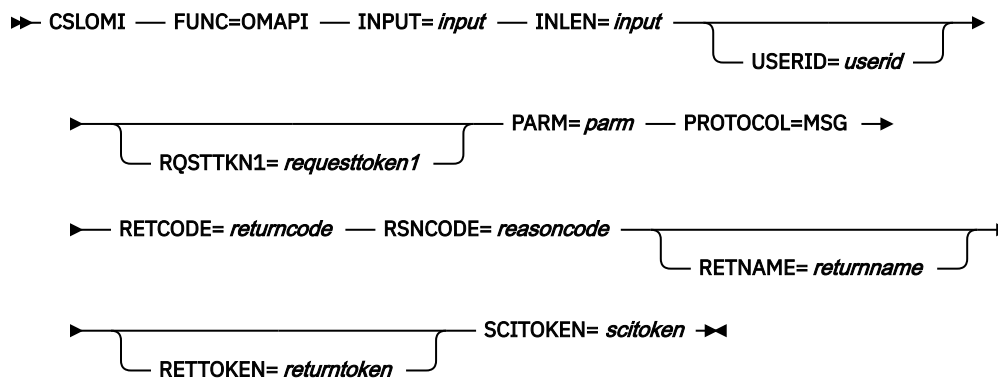 CSLOMI FUNC=OMAPI INPUT= input INLEN= input
USERID= userid
PARM= parm PROTOCOL=MSG
RQSTTKN1= requesttoken1
RETCODE= returncode RSNCODE= reasoncode
RETNAME= returnname
SCITOKEN= scitoken
RETTOKEN= returntoken